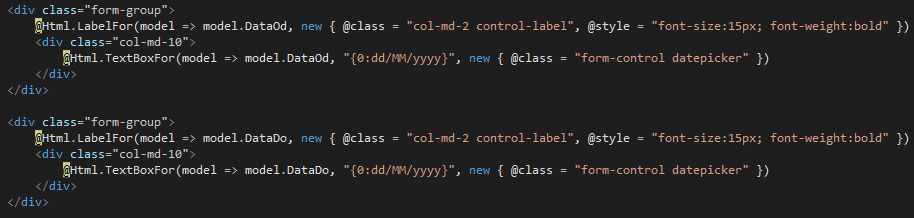 <div class="form-group">
@Html.LabelFor(model => model.DataOd, new { @class = "col-md-2 control-label", @style = "font-size:15px; font-weight:bold" })
<div class="col-md-10">
@Html.TextBoxFor(model => model.DataOd, "{0:dd/MM/yyyy}", new { @class = "form-control datepicker" })
</div>
</div>
<div class="form-group">
@Html.LabelFor(model => model.DataDo, new { @class = "col-md-2 control-label", @style = "font-size:15px; font-weight:bold" })
<div class="col-md-10">
@Html.TextBoxFor(model => model.DataDo, "{0:dd/MM/yyyy}", new { @class = "form-control datepicker" })
</div>
</div>